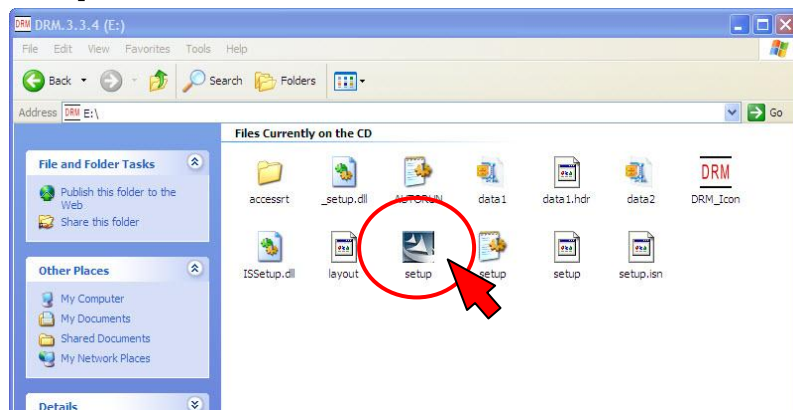 DRM DRM.3.3.4 (E:)
File Edit View Favorites Tools Help
Back Search Folders
Address DRM E:\ Go
Files Currently on the CD
File and Folder Tasks
Publish this folder to the
Web
Share this folder
Other Places
My Computer
My Documents
Shared Documents
My Network Places
Details
DRM
accessrt _setup.dll AUTORUN data1 data1.hdr data2 DRM_Icon
ISSetup.dll layout setup setup setup setup.isn